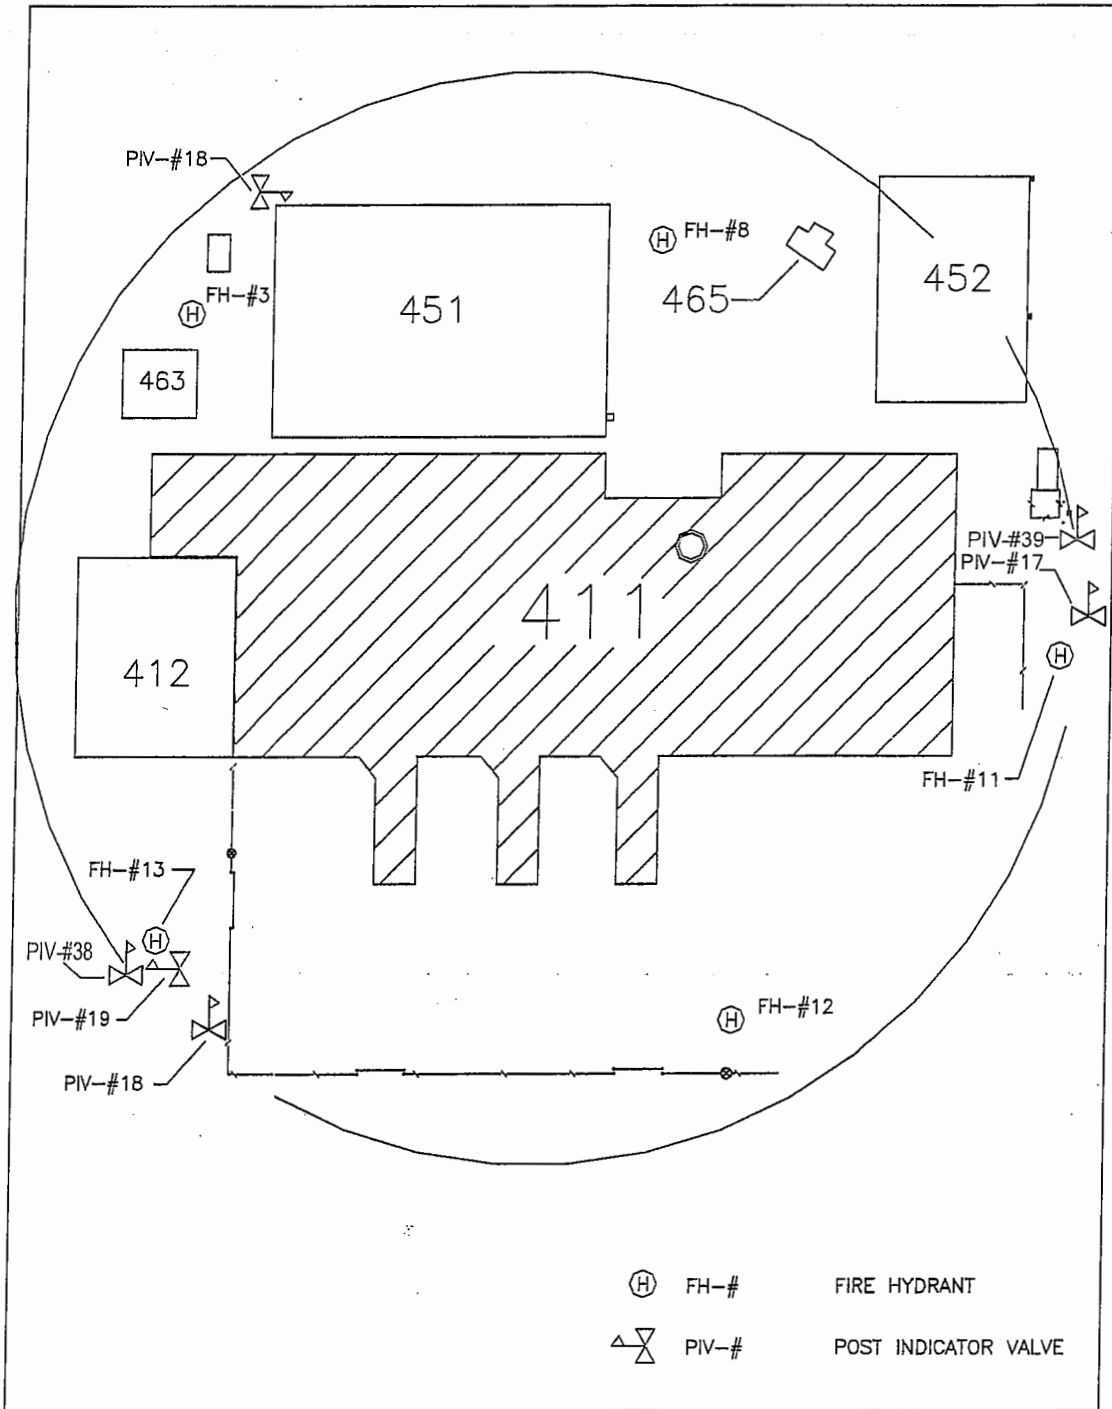 PIV-#18
FH-#8
452
FH-#3
451
465
463
PIV-#39
PIV-#17
411
412
FH-#11
FH-#13
PIV-#38
FH-#12
PIV-#19
PIV-#18
H FH-# FIRE HYDRANT
PIV-# POST INDICATOR VALVE
H
H
H
H
H